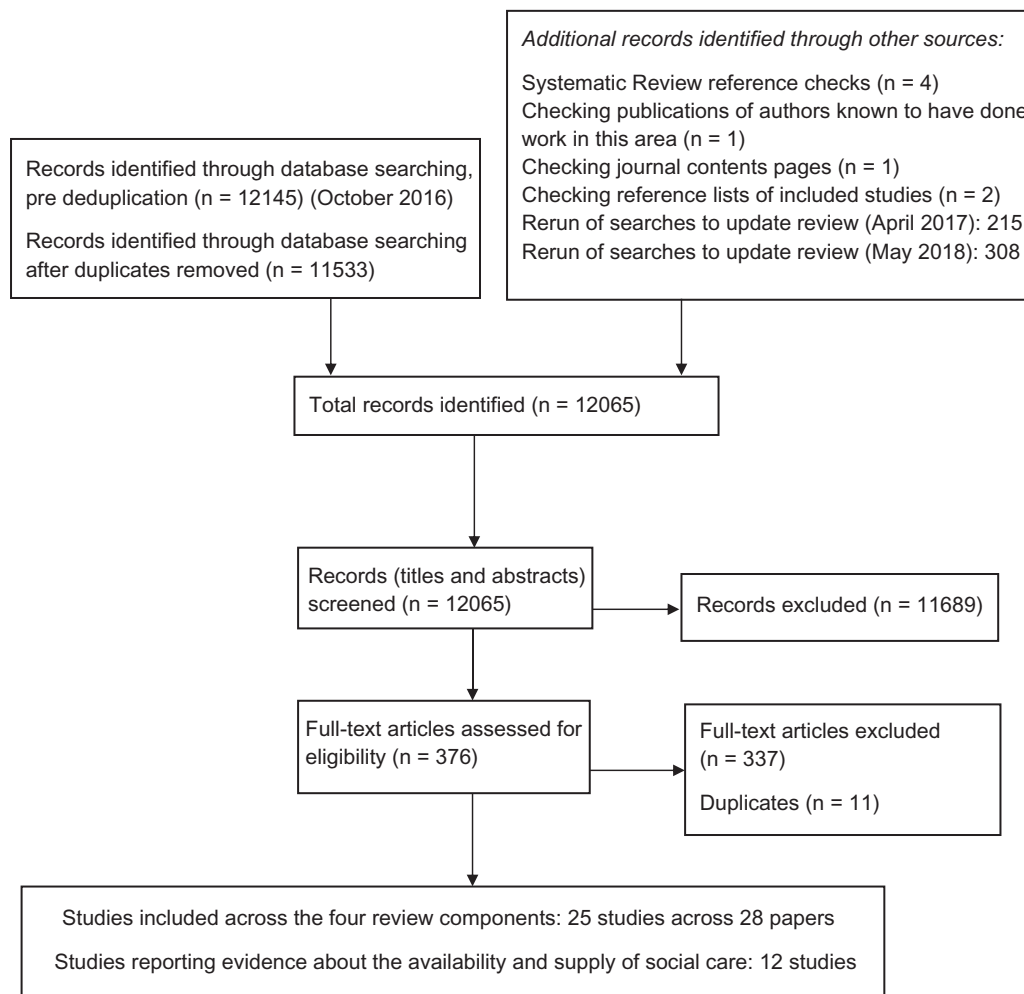 Additional records identified through other sources:
Systematic Review reference checks (n = 4)
Checking publications of authors known to have done
work in this area (n = 1)
Checking journal contents pages (n = 1)
Checking reference lists of included studies (n = 2)
Rerun of searches to update review (April 2017): 215
Rerun of searches to update review (May 2018): 308
Records identified through database searching,
pre deduplication (n = 12145) (October 2016)
Records identified through database searching
after duplicates removed (n = 11533)
Total records identified (n = 12065)
Records (titles and abstracts)
screened (n = 12065)
Records excluded (n = 11689)
Full-text articles assessed for
eligibility (n = 376)
Full-text articles excluded
(n = 337)
Duplicates (n = 11)
Studies included across the four review components: 25 studies across 28 papers
Studies reporting evidence about the availability and supply of social care: 12 studies